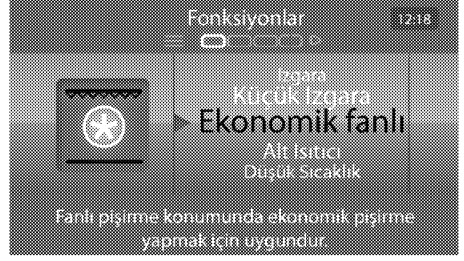 Fonksiyonlar
12:18
Izgara
Küçük Izgara
Ekonomik fanlı
Alt Isıtıcı
Düşük Sıcaklık
Fanlı pişirme konumunda ekonomik pişirme
yapmak için uygundur.